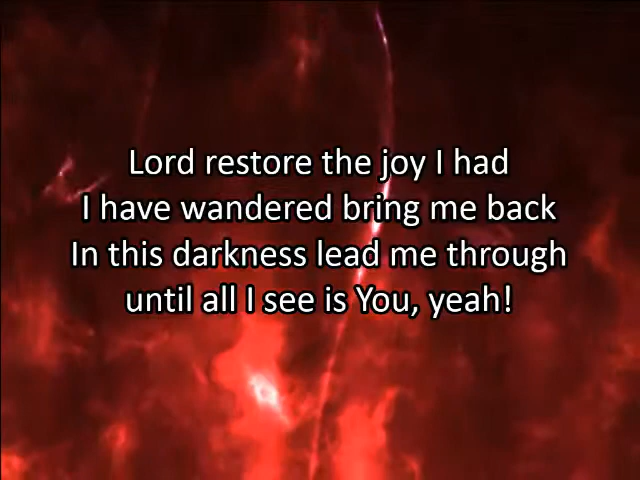 Lord restore the joy I had
I have wandered bring me back
In this darkness lead me through
until all I see is You, yeah!